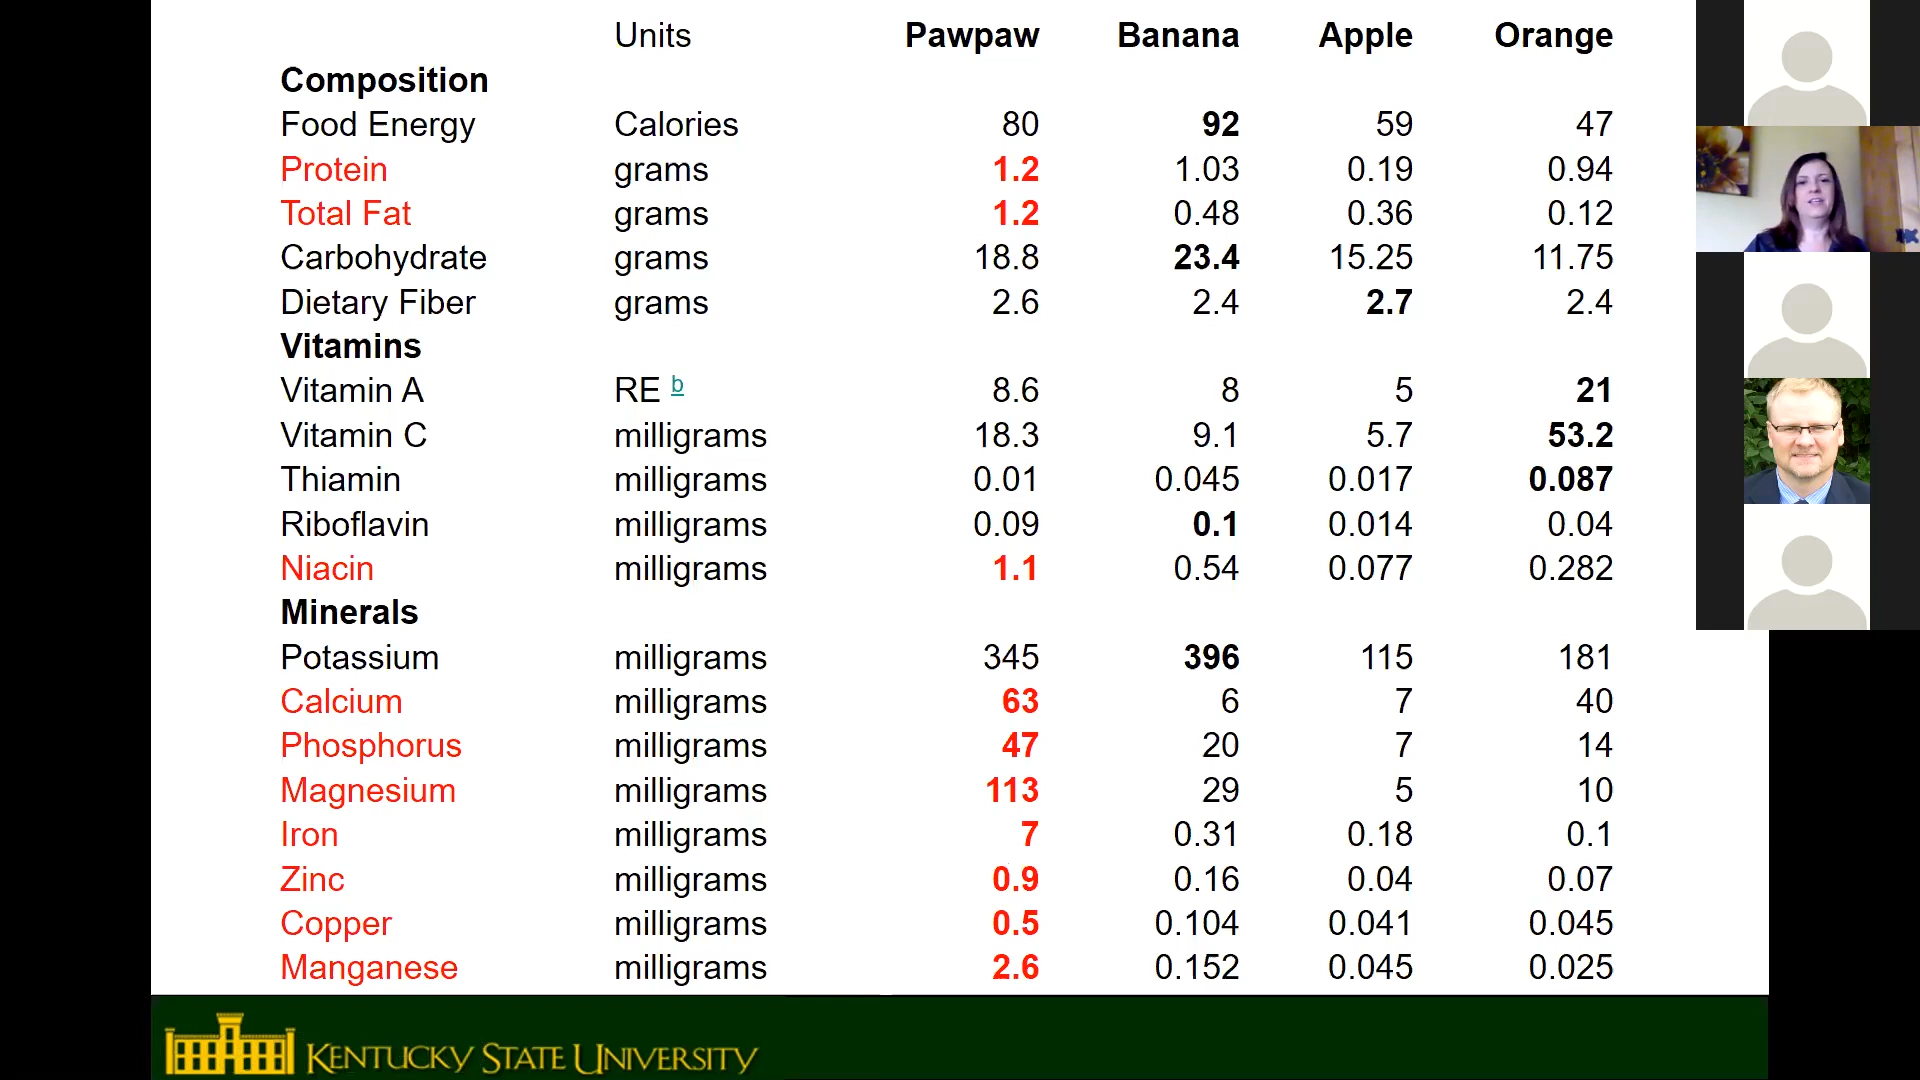 Units Pawpaw Banana Apple Orange
Composition
Food Energy Calories 80 92 59 47
Protein grams 1.2 1.03 0.19 0.94
Total Fat grams 1.2 0.48 0.36 0.12
Carbohydrate grams 18.8 23.4 15.25 11.75
Dietary Fiber grams 2.6 2.4 2.7 2.4
Vitamins
Vitamin A RE b 8.6 8 5 21
Vitamin C milligrams 18.3 9.1 5.7 53.2
Thiamin milligrams 0.01 0.045 0.017 0.087
Riboflavin milligrams 0.09 0.1 0.014 0.04
Niacin milligrams 1.1 0.54 0.077 0.282
Minerals
Potassium milligrams 345 396 115 181
Calcium milligrams 63 6 7 40
Phosphorus milligrams 47 20 7 14
Magnesium milligrams 113 29 5 10
Iron milligrams 7 0.31 0.18 0.1
Zinc milligrams 0.9 0.16 0.04 0.07
Copper milligrams 0.5 0.104 0.041 0.045
Manganese milligrams 2.6 0.152 0.045 0.025
KENTUCKY STATE UNIVERSITY